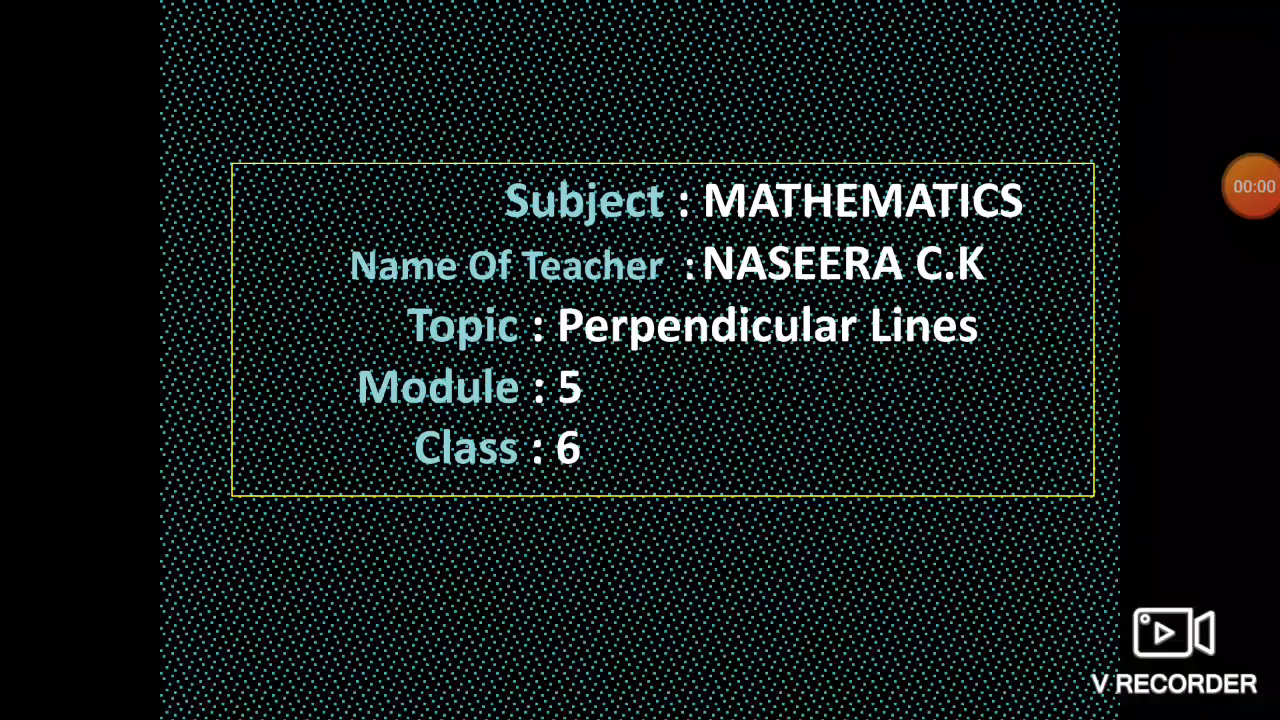 Subject : MATHEMATICS
Name Of Teacher : NASEERA C.K
Topic : Perpendicular Lines
Module : 5
Class : 6
00:00
V RECORDER